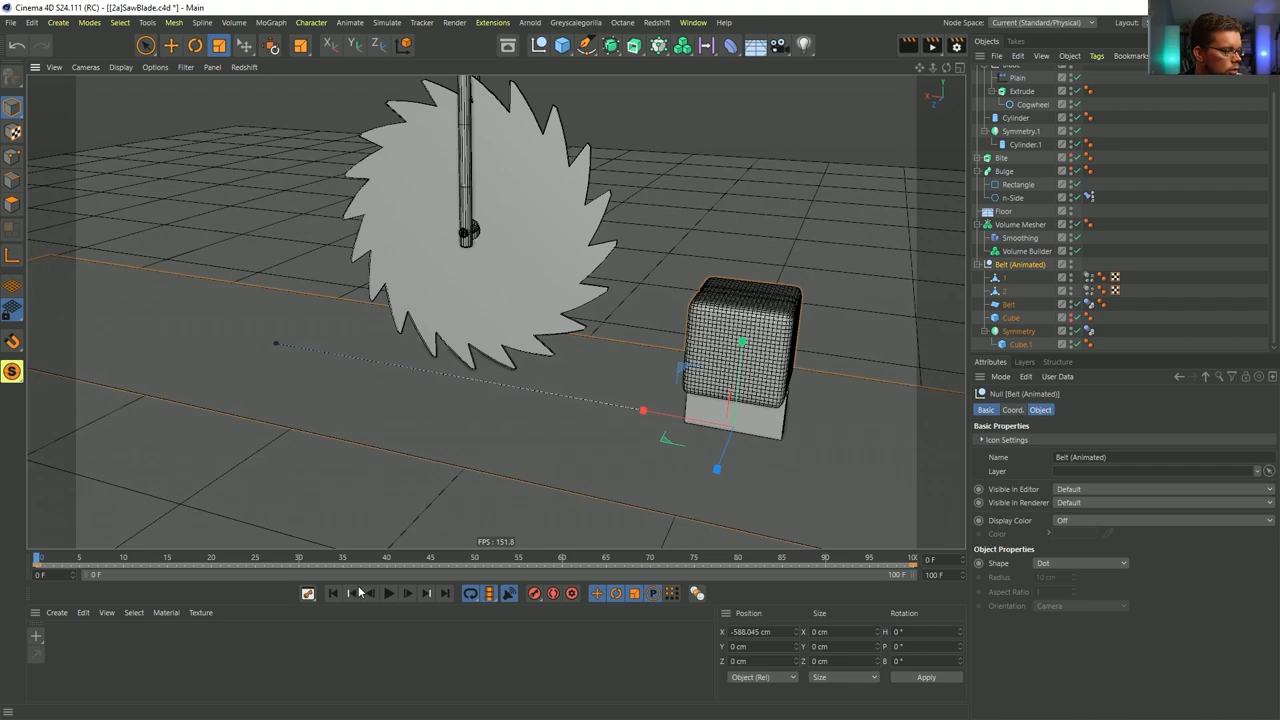 Cinema 4D S24.111 (RC) - [[2a]SawBlade.c4d *] - Main
File Edit Create Modes Select Tools Mesh Spline Volume MoGraph Character Animate Simulate Tracker Render Extensions Arnold Greyscalegorilla Octane Redshift Window Help
Node Space: Current (Standard/Physical) Layout:
View Cameras Display Options Filter Panel Redshift
Objects Takes
File Edit View Object Tags Bookmarks
Plain
Extrude
Cogwheel
Cylinder
Symmetry.1
Cylinder.1
Bite
Bulge
Rectangle
n-Side
Floor
Volume Mesher
Smoothing
Volume Builder
Belt (Animated)
1
2
Belt
Cube
Symmetry
Cube.1
Attributes Layers Structure
Mode Edit User Data
Null [Belt (Animated)]
Basic Coord. Object
Basic Properties
Icon Settings
Name Belt (Animated)
Layer
Visible in Editor Default
Visible in Renderer Default
Display Color Off
Color
Object Properties
Shape Dot
Radius 10 cm
Aspect Ratio 1
Orientation Camera
Y
X
Z
FPS : 151.8
0 5 10 15 20 25 30 35 40 45 50 55 60 65 70 75 80 85 90 95 100
0 F
0 F 0 F 100 F 100 F
Create Edit View Select Material Texture
Position Size Rotation
X -588.045 cm X 0 cm H 0 °
Y 0 cm Y 0 cm P 0 °
Z 0 cm Z 0 cm B 0 °
Object (Rel) Size Apply